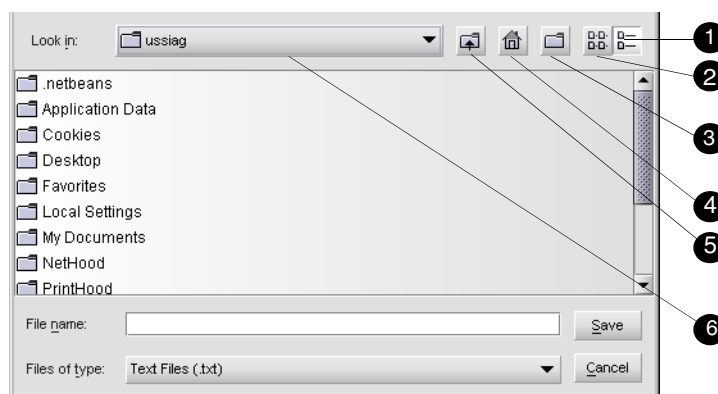 Look in: ussiag
1
2
.netbeans
Application Data
Cookies
3
Desktop
Favorites
Local Settings
4
My Documents
5
NetHood
PrintHood
File name: Save
6
Files of type: Text Files (.txt) Cancel